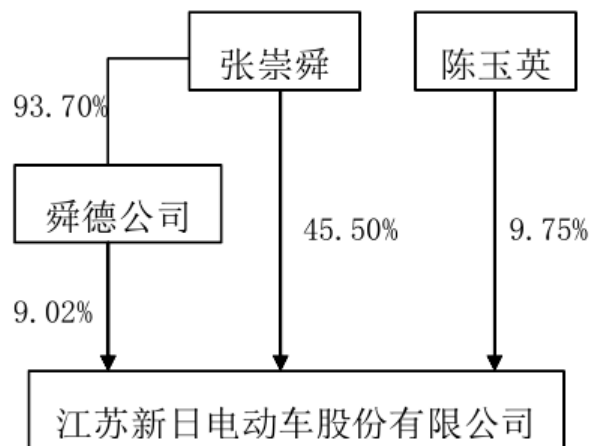 张崇舜
陈玉英
93.70%
舜德公司
45.50%
9.75%
9.02%
江苏新日电动车股份有限公司